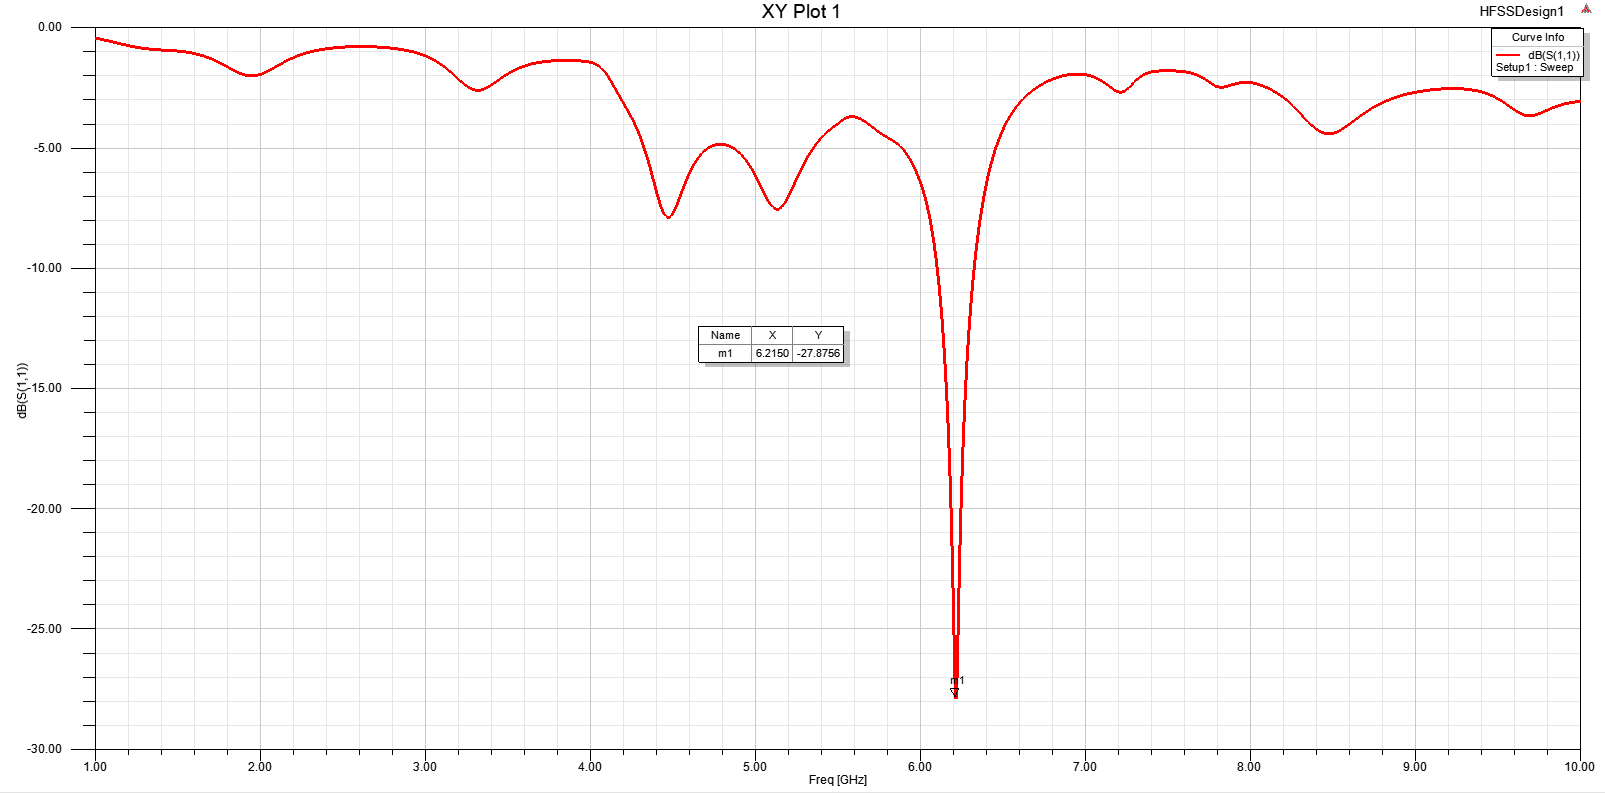 XY Plot 1
HFSSDesign1
Curve Info
dB(S(1,1))
Setup1 : Sweep
0.00
-5.00
-10.00
-15.00
-20.00
-25.00
-30.00
dB(S(1,1))
Name X Y
m1 6.2150 -27.8756
m1
1.00 2.00 3.00 4.00 5.00 6.00 7.00 8.00 9.00 10.00
Freq [GHz]